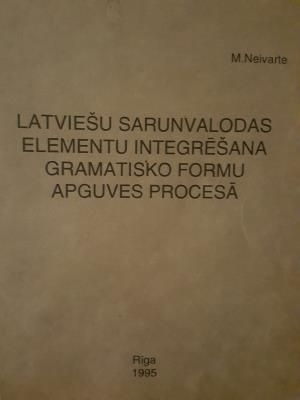 M.Neivarte
LATVIEŠU SARUNVALODAS
ELEMENTU INTEGRĒŠANA
GRAMATISKO FORMU
APGUVES PROCESĀ
Rīga
1995